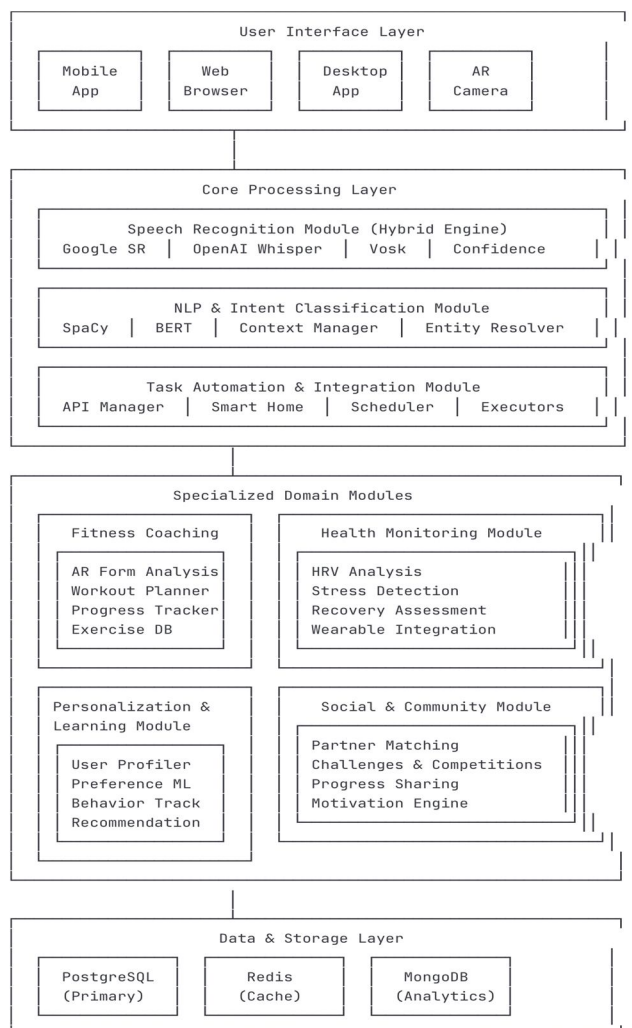 User Interface Layer
Mobile App
Web Browser
Desktop App
AR Camera
Core Processing Layer
Speech Recognition Module (Hybrid Engine)
Google SR | OpenAI Whisper | Vosk | Confidence
NLP & Intent Classification Module
SpaCy | BERT | Context Manager | Entity Resolver
Task Automation & Integration Module
API Manager | Smart Home | Scheduler | Executors
Specialized Domain Modules
Fitness Coaching
AR Form Analysis
Workout Planner
Progress Tracker
Exercise DB
Health Monitoring Module
HRV Analysis
Stress Detection
Recovery Assessment
Wearable Integration
Personalization &
Learning Module
User Profiler
Preference ML
Behavior Track
Recommendation
Social & Community Module
Partner Matching
Challenges & Competitions
Progress Sharing
Motivation Engine
Data & Storage Layer
PostgreSQL
(Primary)
Redis
(Cache)
MongoDB
(Analytics)